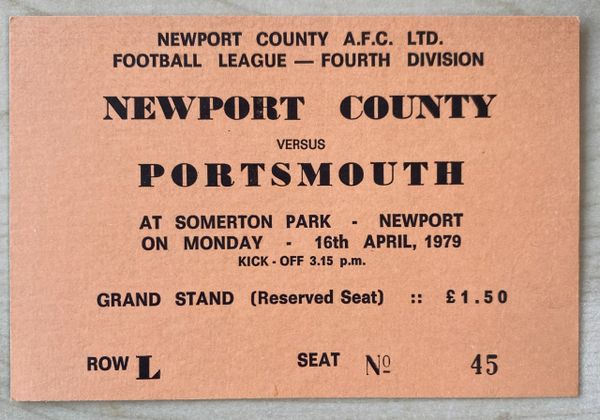 NEWPORT COUNTY A.F.C. LTD.
FOOTBALL LEAGUE — FOURTH DIVISION
NEWPORT COUNTY
VERSUS
PORTSMOUTH
AT SOMERTON PARK - NEWPORT
ON MONDAY - 16th APRIL, 1979
KICK - OFF 3.15 p.m.
GRAND STAND (Reserved Seat) :: £1.50
ROW L SEAT Nº 45